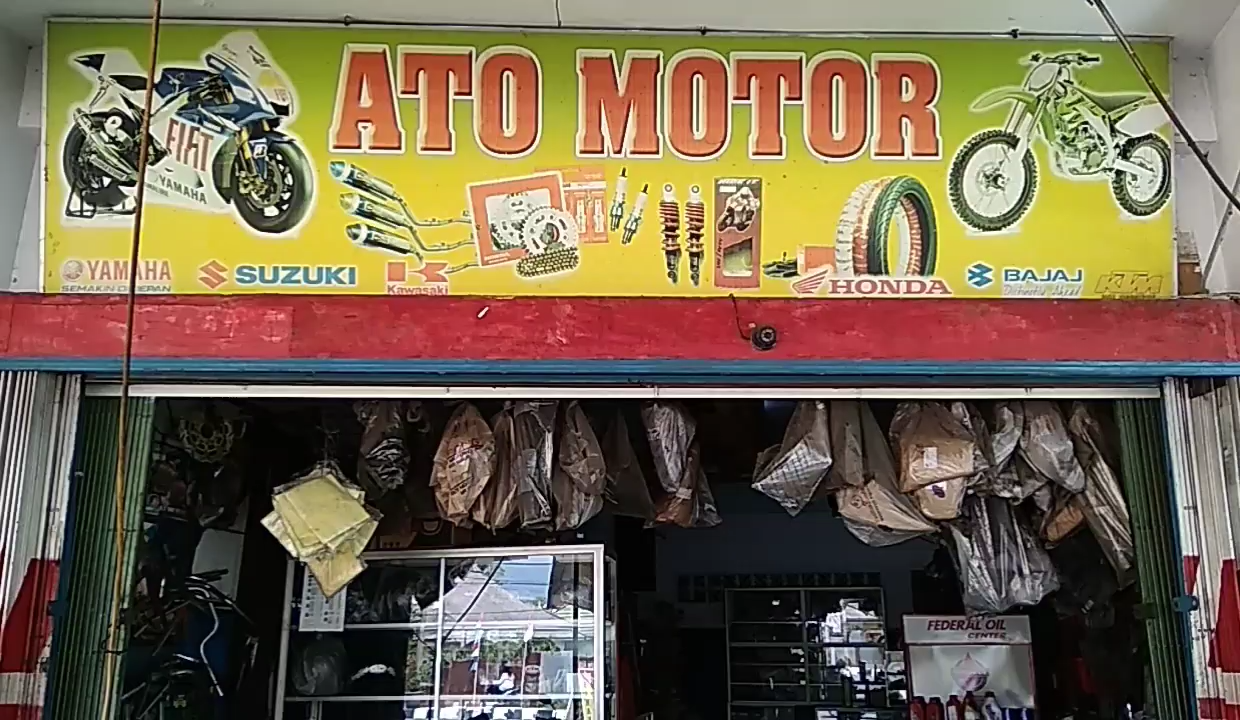 ATO MOTOR
FIAT
YAMAHA
YAMAHA
SEMAKIN DI DEPAN
SUZUKI
Kawasaki
HONDA
BAJAJ
KTM
FEDERAL OIL
CENTER